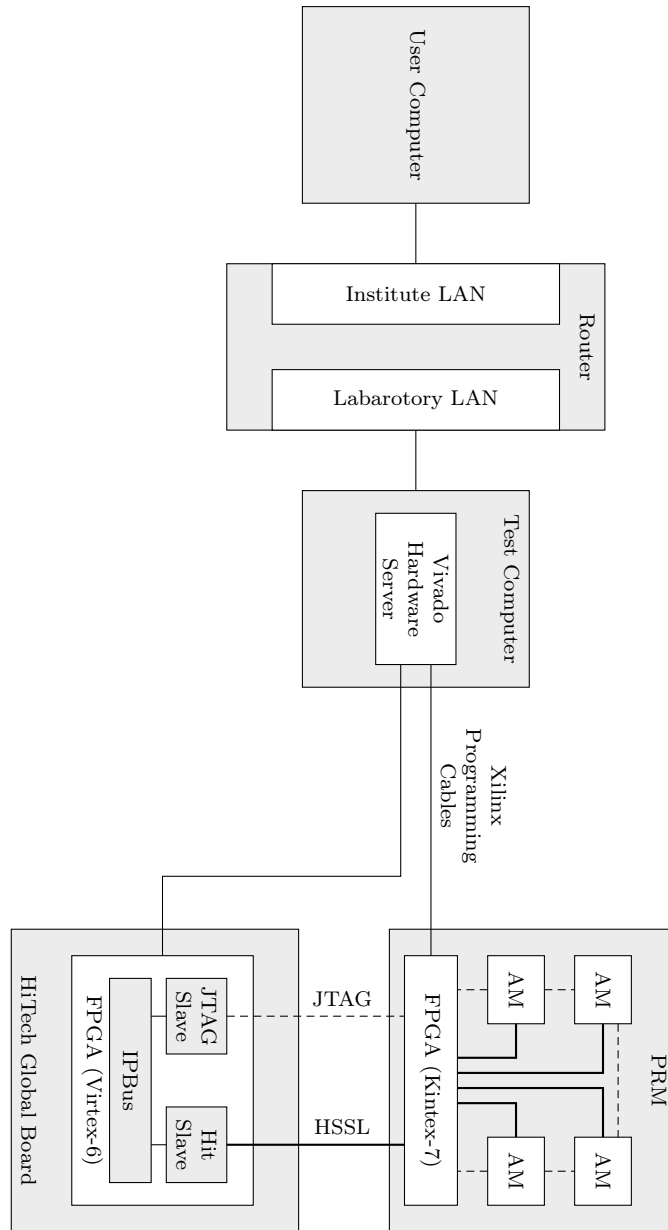 User Computer
Institute LAN
Router
Labarotory LAN
Test Computer
Vivado
Hardware
Server
Xilinx
Programming
Cables
HiTech Global Board
FPGA (Virtex-6)
IPBus
JTAG
Slave
Hit
Slave
JTAG
HSSL
PRM
FPGA (Kintex-7)
AM
AM
AM
AM